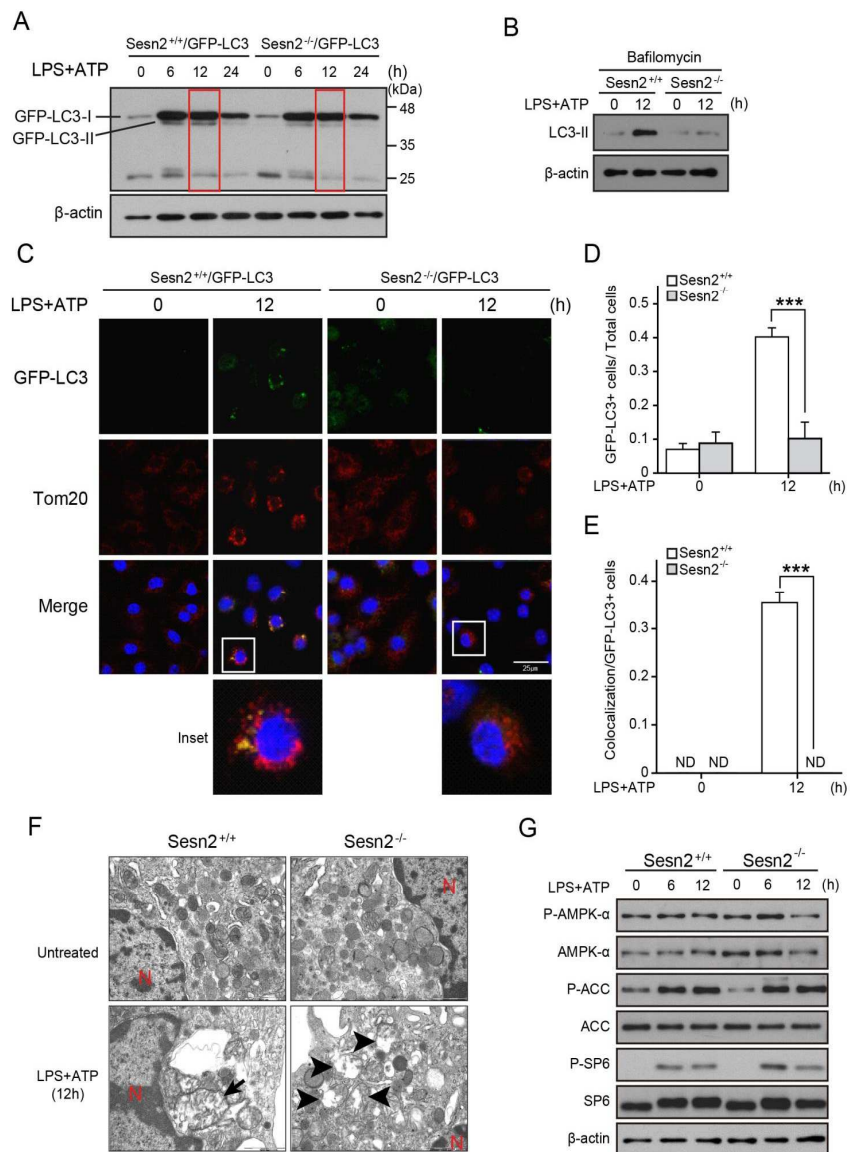 A
Sesn2+/+/GFP-LC3 Sesn2-/-/GFP-LC3
LPS+ATP 0 6 12 24 0 6 12 24 (h)
(kDa)
GFP-LC3-I
GFP-LC3-II
48
35
25
β-actin
B
Bafilomycin
Sesn2+/+ Sesn2-/-
LPS+ATP 0 12 0 12 (h)
LC3-II
β-actin
C
Sesn2+/+/GFP-LC3 Sesn2-/-/GFP-LC3
LPS+ATP 0 12 0 12 (h)
GFP-LC3
Tom20
Merge
25μm
Inset
D
Sesn2+/+
Sesn2-/-
GFP-LC3+ cells/ Total cells
0.5
0.4
0.3
0.2
0.1
0
***
LPS+ATP 0 12 (h)
E
Sesn2+/+
Sesn2-/-
Colocalization/GFP-LC3+ cells
0.4
0.3
0.2
0.1
0
***
ND ND ND
LPS+ATP 0 12 (h)
F
Sesn2+/+ Sesn2-/-
Untreated
N N
LPS+ATP
(12h)
N N
G
Sesn2+/+ Sesn2-/-
LPS+ATP 0 6 12 0 6 12 (h)
P-AMPK-α
AMPK-α
P-ACC
ACC
P-SP6
SP6
β-actin